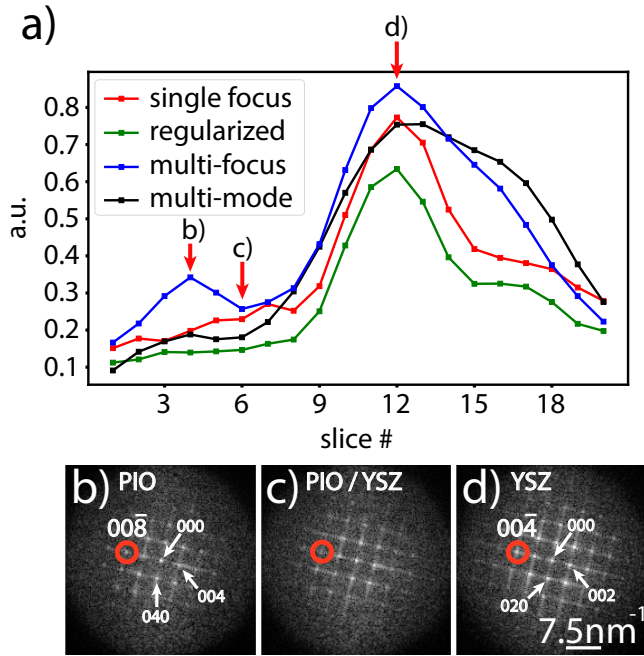 a)
d)
single focus
regularized
multi-focus
multi-mode
b)
c)
a.u.
0.8
0.7
0.6
0.5
0.4
0.3
0.2
0.1
3 6 9 12 15 18
slice #
b) PIO
008̄
000
004
040
c) PIO / YSZ
d) YSZ
004̄
000
002
020
7.5nm⁻¹